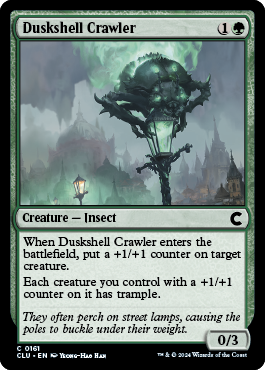 Duskshell Crawler 1
Creature — Insect
When Duskshell Crawler enters the
battlefield, put a +1/+1 counter on target
creature.
Each creature you control with a +1/+1
counter on it has trample.
They often perch on street lamps, causing the
poles to buckle under their weight.
0/3
C 0161
CLU • EN Yeong-Hao Han
™ & © 2024 Wizards of the Coast